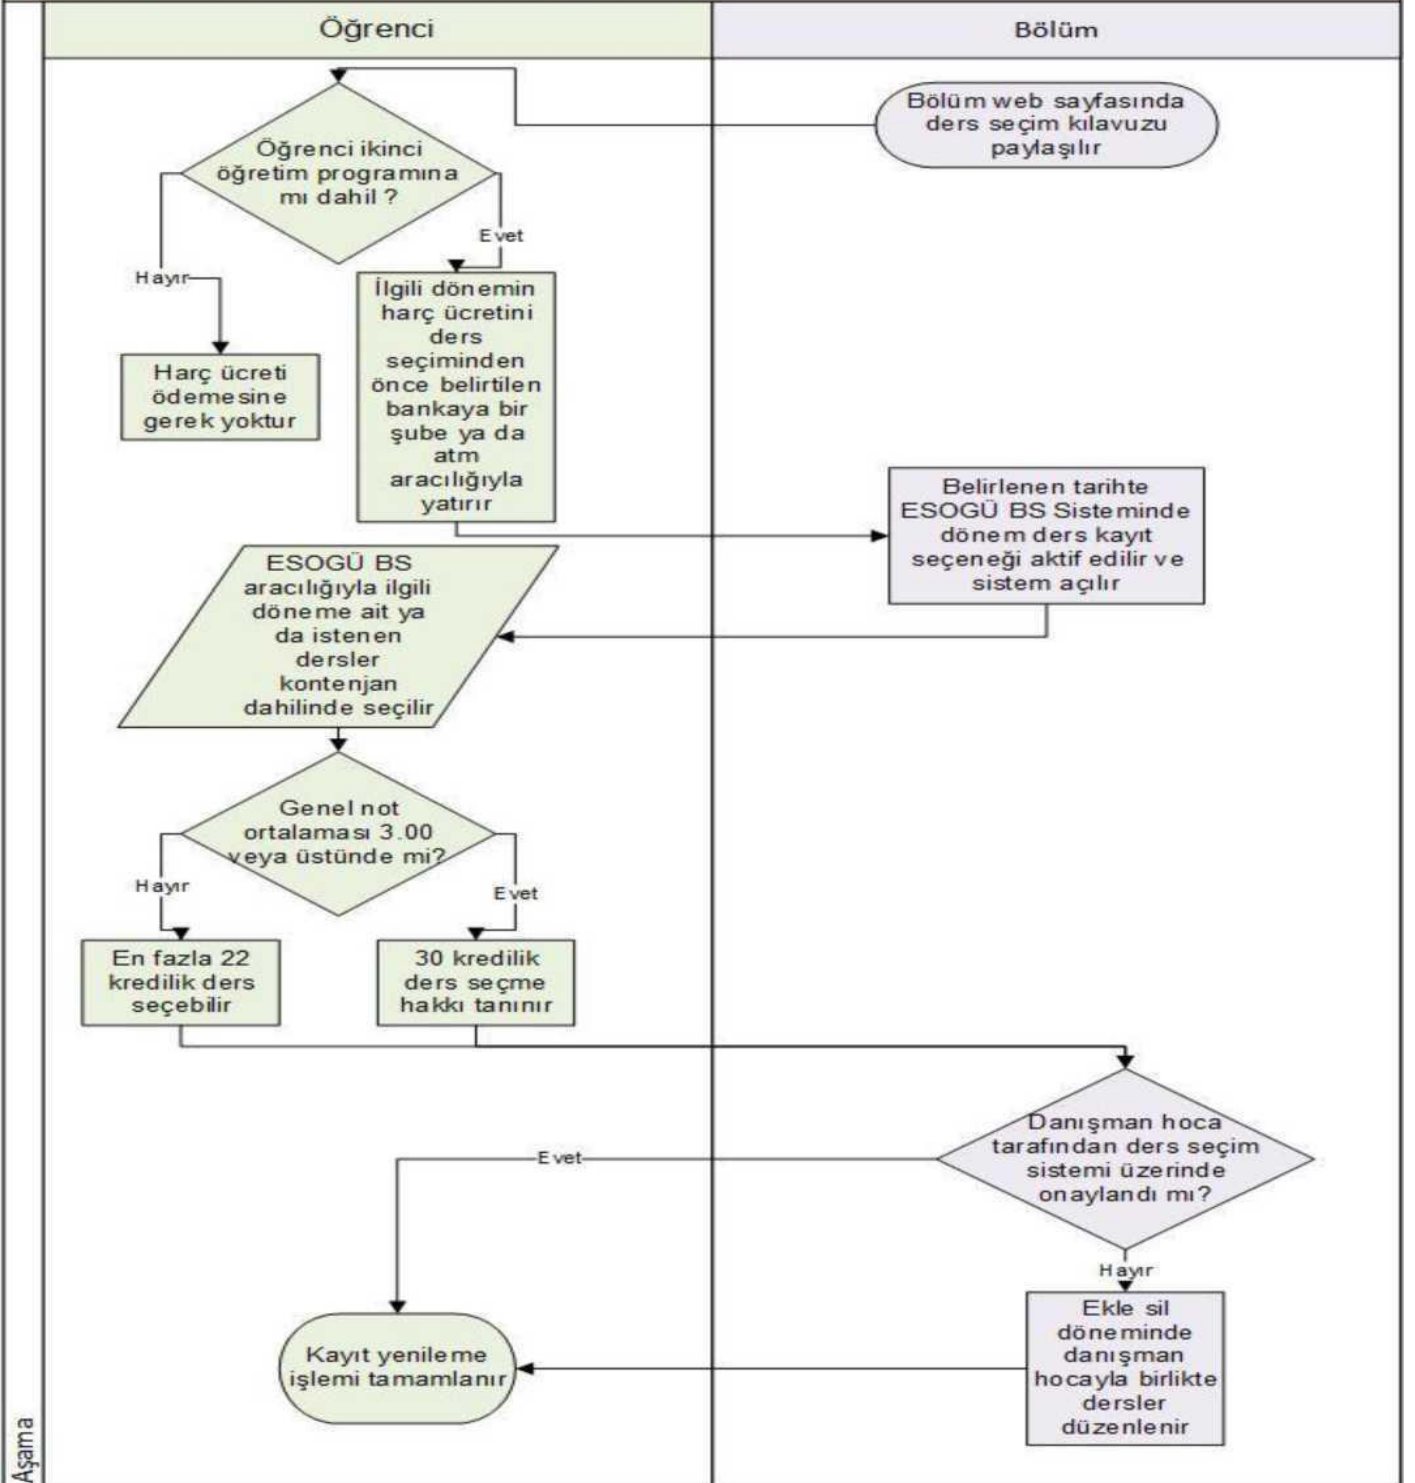 Öğrenci
Bölüm
Bölüm web sayfasında
ders seçim kılavuzu
paylaşılır
Öğrenci ikinci
öğretim programına
mı dahil ?
Evet
Hayır
İlgili dönemin
harç ücretini
ders
seçiminden
önce belirtilen
bankaya bir
şube ya da
atm
aracılığıyla
yatırır
Harç ücreti
ödemesine
gerek yoktur
Belirlenen tarihte
ESOGÜ BS Sisteminde
dönem ders kayıt
seçeneği aktif edilir ve
sistem açılır
ESOGÜ BS
aracılığıyla ilgili
döneme ait ya
da istenen
dersler
kontenjan
dahilinde seçilir
Genel not
ortalaması 3.00
veya üstünde mi?
Hayır
Evet
En fazla 22
kredilik ders
seçebilir
30 kredilik
ders seçme
hakkı tanınır
Danışman hoca
tarafından ders seçim
sistemi üzerinde
onaylandı mı?
Evet
Hayır
Ekle sil
döneminde
danışman
hocayla birlikte
dersler
düzenlenir
Kayıt yenileme
işlemi tamamlanır
Aşama